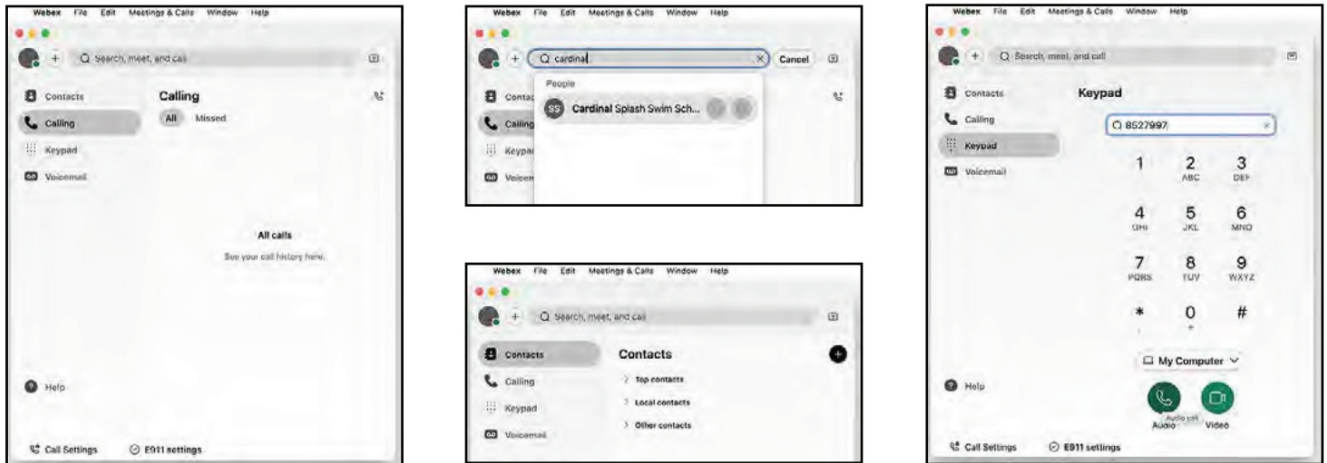 Webex File Edit Meetings & Calls Window Help
Search, meet, and call
Contacts
Calling
Keypad
Voicemail
Calling
All Missed
All calls
See your call history here.
Help
Call Settings E911 settings
Webex File Edit Meetings & Calls Window Help
cardinal Cancel
People
SS Cardinal Splash Swim Sch...
Contac
Calling
Keypad
Voicem
Webex File Edit Meetings & Calls Window Help
Search, meet, and call
Contacts
Calling
Keypad
Voicemail
Contacts
Top contacts
Local contacts
Other contacts
Webex File Edit Meetings & Calls Window Help
Search, meet, and call
Contacts
Calling
Keypad
Voicemail
Keypad
8527997
1 2 3
ABC DEF
4 5 6
GHI JKL MNO
7 8 9
PQRS TUV WXYZ
* 0 #
, +
My Computer
Audio call
Audio Video
Help
Call Settings E911 settings